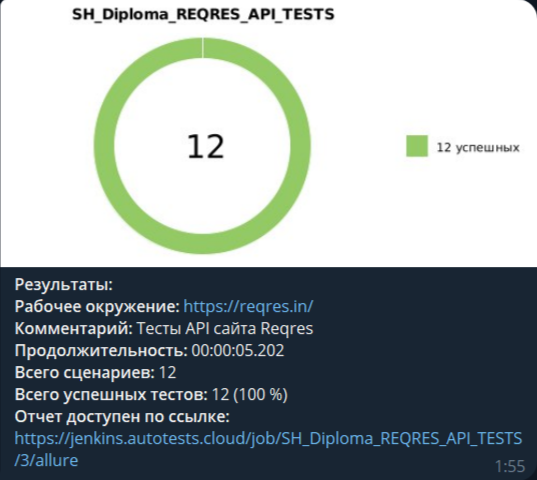 SH_Diploma_REQRES_API_TESTS
12
12 успешных
Результаты:
Рабочее окружение: https://reqres.in/
Комментарий: Тесты API сайта Reqres
Продолжительность: 00:00:05.202
Всего сценариев: 12
Всего успешных тестов: 12 (100 %)
Отчет доступен по ссылке:
https://jenkins.autotests.cloud/job/SH_Diploma_REQRES_API_TESTS
/3/allure
1:55